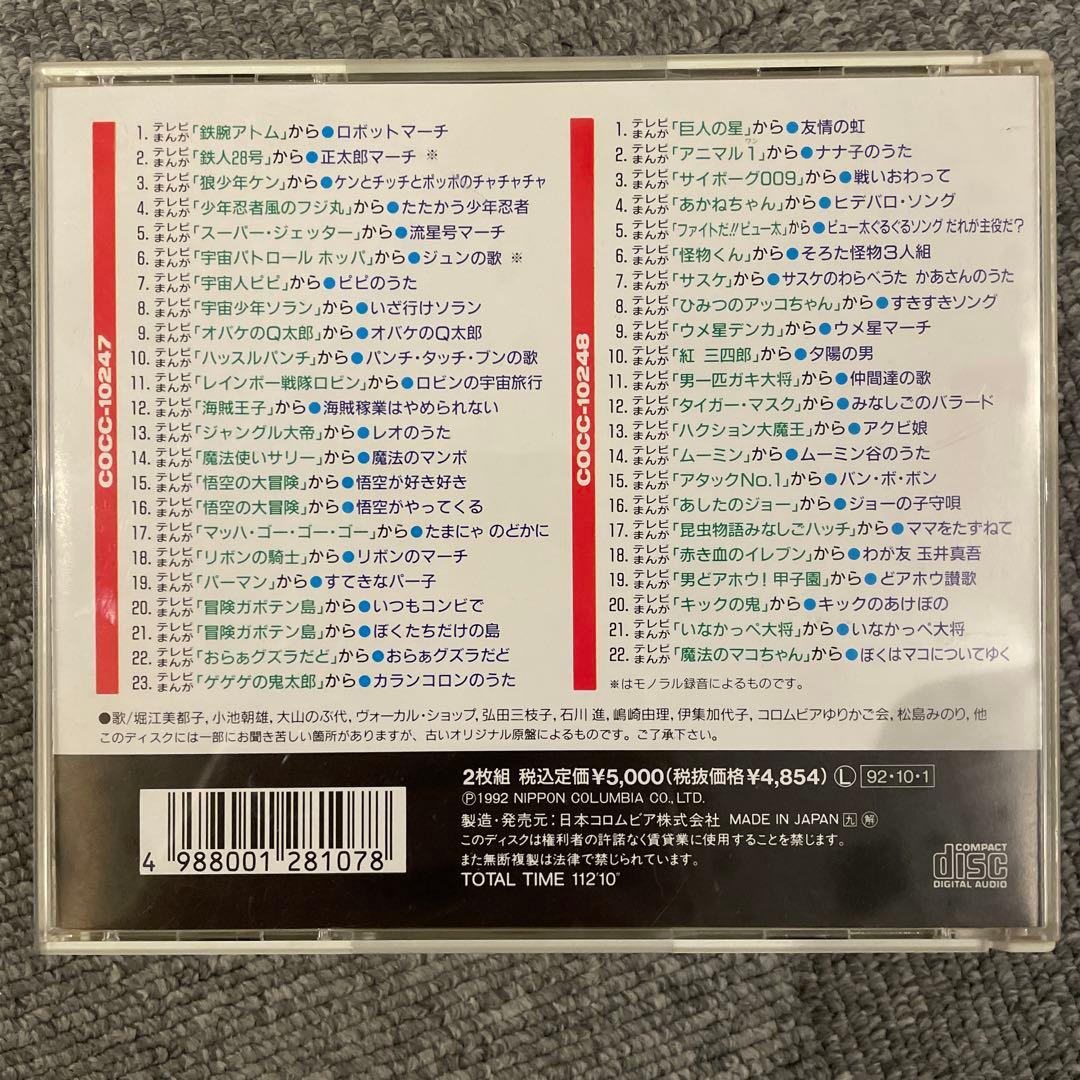 COCC-10247
1. テレビまんが「鉄腕アトム」から●ロボットマーチ
2. テレビまんが「鉄人28号」から●正太郎マーチ ※
3. テレビまんが「狼少年ケン」から●ケンとチッチとポッポのチャチャチャ
4. テレビまんが「少年忍者風のフジ丸」から●たたかう少年忍者
5. テレビまんが「スーパー・ジェッター」から●流星号マーチ
6. テレビまんが「宇宙パトロール ホッパ」から●ジュンの歌 ※
7. テレビまんが「宇宙人ピピ」から●ピピのうた
8. テレビまんが「宇宙少年ソラン」から●いざ行けソラン
9. テレビまんが「オバケのQ太郎」から●オバケのQ太郎
10. テレビまんが「ハッスルパンチ」から●パンチ・タッチ・ブンの歌
11. テレビまんが「レインボー戦隊ロビン」から●ロビンの宇宙旅行
12. テレビまんが「海賊王子」から●海賊稼業はやめられない
13. テレビまんが「ジャングル大帝」から●レオのうた
14. テレビまんが「魔法使いサリー」から●魔法のマンボ
15. テレビまんが「悟空の大冒険」から●悟空が好き好き
16. テレビまんが「悟空の大冒険」から●悟空がやってくる
17. テレビまんが「マッハ・ゴー・ゴー・ゴー」から●たまにゃ のどかに
18. テレビまんが「リボンの騎士」から●リボンのマーチ
19. テレビまんが「パーマン」から●すてきなパー子
20. テレビまんが「冒険ガボテン島」から●いつもコンビで
21. テレビまんが「冒険ガボテン島」から●ぼくたちだけの島
22. テレビまんが「おらぁグズラだど」から●おらぁグズラだど
23. テレビまんが「ゲゲゲの鬼太郎」から●カランコロンのうた
COCC-10248
1. テレビまんが「巨人の星」から●友情の虹
2. テレビまんが「アニマル1」から●ナナ子のうた
ワン
3. テレビまんが「サイボーグ009」から●戦いおわって
4. テレビまんが「あかねちゃん」から●ヒデバロ・ソング
5. テレビまんが「ファイトだ!!ピュー太」から●ピュー太ぐるぐるソング だれが主役だ?
6. テレビまんが「怪物くん」から●そろた怪物3人組
7. テレビまんが「サスケ」から●サスケのわらべうた かあさんのうた
8. テレビまんが「ひみつのアッコちゃん」から●すきすきソング
9. テレビまんが「ウメ星デンカ」から●ウメ星マーチ
10. テレビまんが「紅 三四郎」から●夕陽の男
11. テレビまんが「男一匹ガキ大将」から●仲間達の歌
12. テレビまんが「タイガー・マスク」から●みなしごのバラード
13. テレビまんが「ハクション大魔王」から●アクビ娘
14. テレビまんが「ムーミン」から●ムーミン谷のうた
15. テレビまんが「アタックNo.1」から●バン・ボ・ボン
16. テレビまんが「あしたのジョー」から●ジョーの子守唄
17. テレビまんが「昆虫物語みなしごハッチ」から●ママをたずねて
18. テレビまんが「赤き血のイレブン」から●わが友 玉井真吾
19. テレビまんが「男どアホウ!甲子園」から●どアホウ讃歌
20. テレビまんが「キックの鬼」から●キックのあけぼの
21. テレビまんが「いなかっぺ大将」から●いなかっぺ大将
22. テレビまんが「魔法のマコちゃん」から●ぼくはマコについてゆく
※はモノラル録音によるものです。
●歌/堀江美都子, 小池朝雄, 大山のぶ代, ヴォーカル・ショップ, 弘田三枝子, 石川 進, 嶋崎由理, 伊集加代子, コロムビアゆりかご会, 松島みのり, 他
このディスクには一部にお聞き苦しい箇所がありますが、古いオリジナル原盤によるものです。ご了承下さい。
2枚組 税込定価¥5,000(税抜価格¥4,854) Ⓛ 92・10・1
Ⓟ1992 NIPPON COLUMBIA CO., LTD.
製造・発売元:日本コロムビア株式会社 MADE IN JAPAN 九 解
このディスクは権利者の許諾なく賃貸業に使用することを禁じます。
また無断複製は法律で禁じられています。
TOTAL TIME 112'10"
4 988001 281078
COMPACT
disc
DIGITAL AUDIO